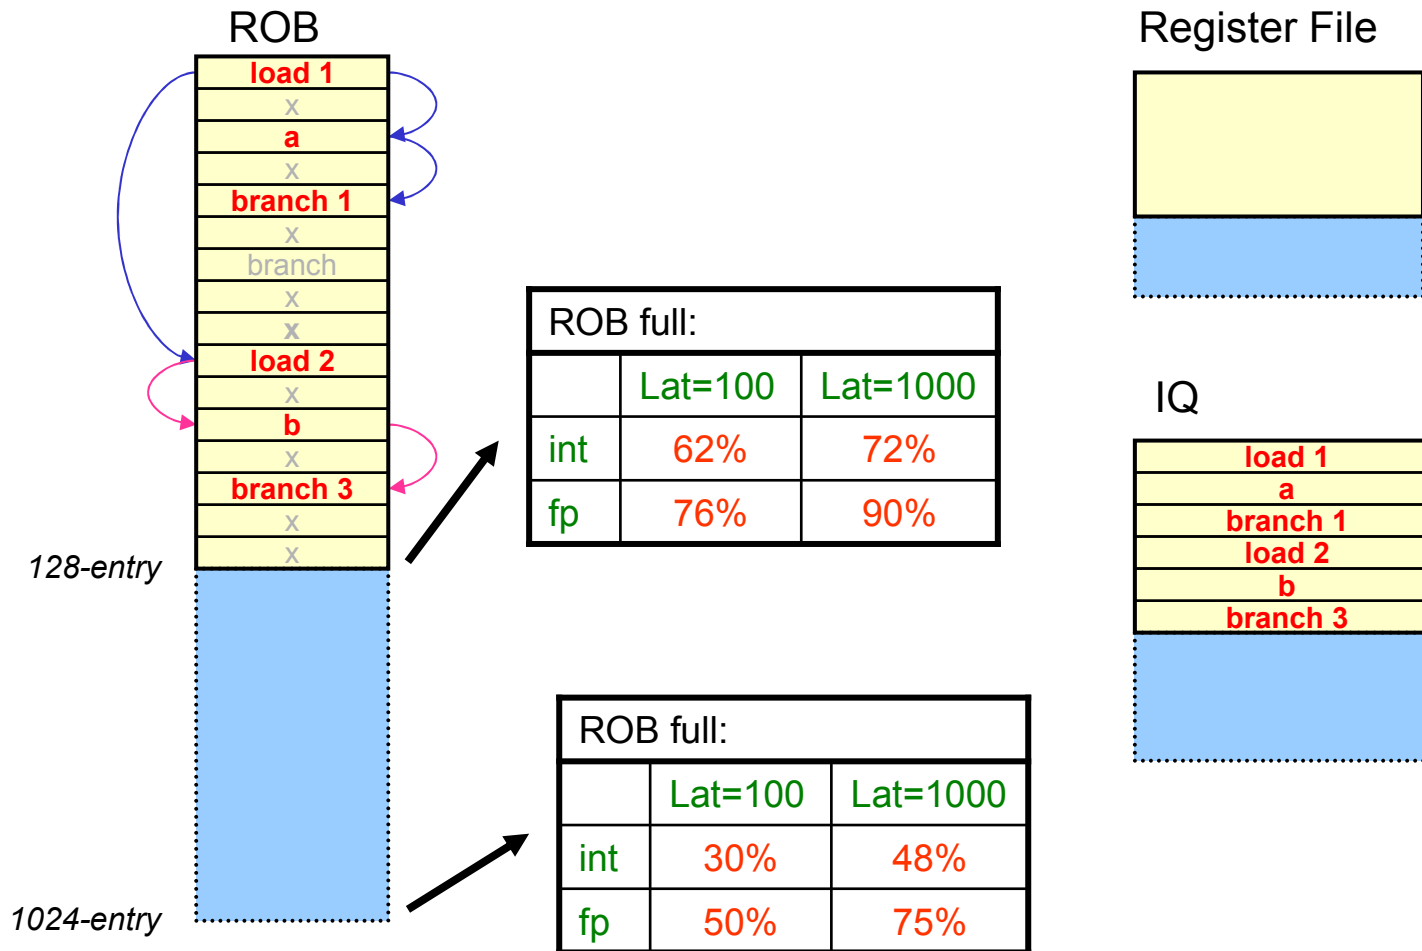 ROB
load 1
x
a
x
branch 1
x
branch
x
x
load 2
x
b
x
branch 3
x
x
128-entry
1024-entry
ROB full:
Lat=100 Lat=1000
int 62% 72%
fp 76% 90%
ROB full:
Lat=100 Lat=1000
int 30% 48%
fp 50% 75%
Register File
IQ
load 1
a
branch 1
load 2
b
branch 3